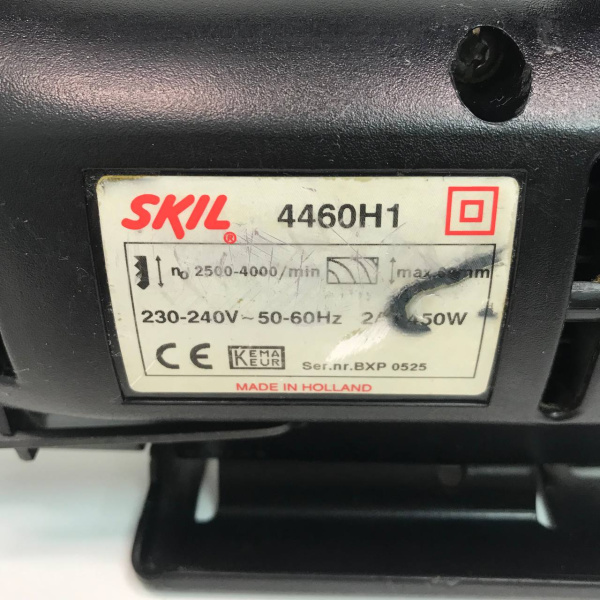 SKIL ® 4460H1
n₀ 2500-4000/min max.
230-240V~50-60Hz 450W
CE KEMA KEUR Ser.nr.BXP 0525
MADE IN HOLLAND